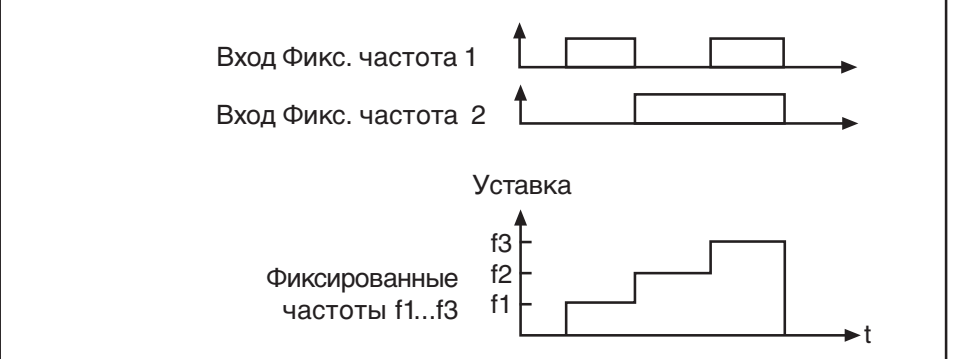 Вход Фикс. частота 1
Вход Фикс. частота 2
Уставка
f3
f2
f1
Фиксированные
частоты f1...f3
t